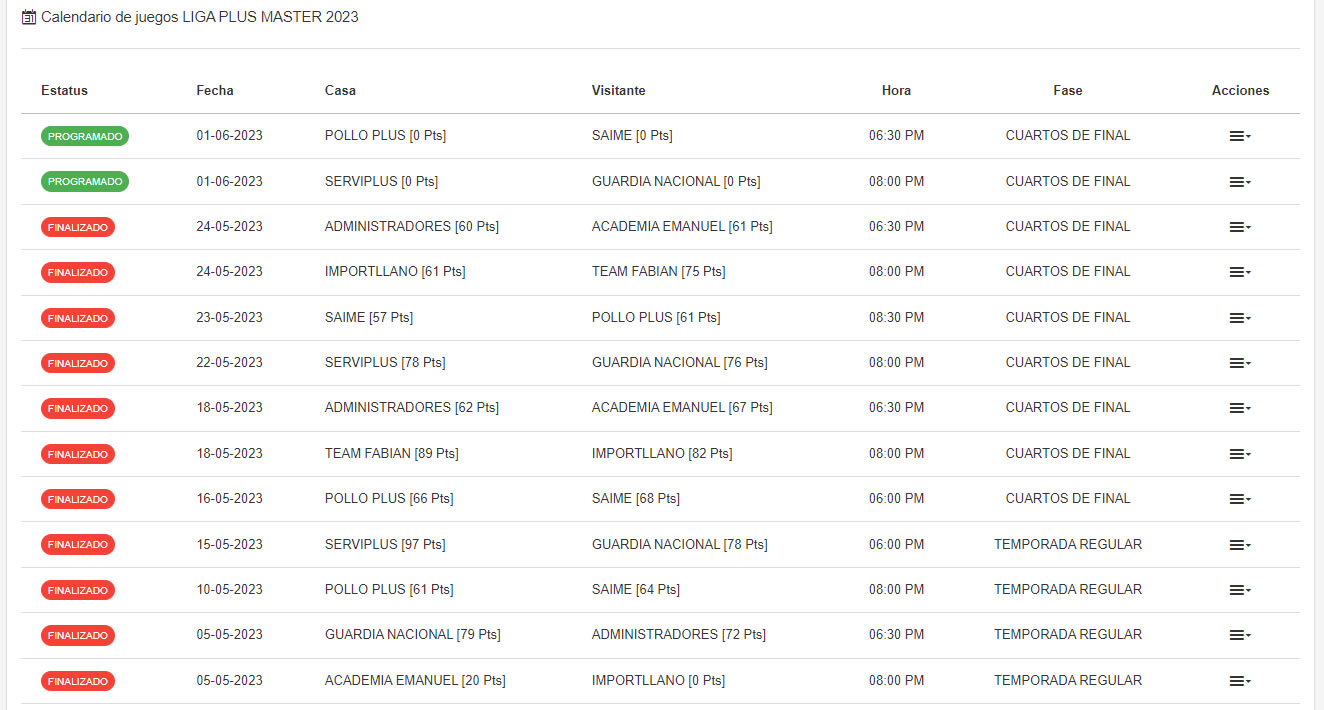 Calendario de juegos LIGA PLUS MASTER 2023
Estatus Fecha Casa Visitante Hora Fase Acciones
PROGRAMADO 01-06-2023 POLLO PLUS [0 Pts] SAIME [0 Pts] 06:30 PM CUARTOS DE FINAL
PROGRAMADO 01-06-2023 SERVIPLUS [0 Pts] GUARDIA NACIONAL [0 Pts] 08:00 PM CUARTOS DE FINAL
FINALIZADO 24-05-2023 ADMINISTRADORES [60 Pts] ACADEMIA EMANUEL [61 Pts] 06:30 PM CUARTOS DE FINAL
FINALIZADO 24-05-2023 IMPORTLLANO [61 Pts] TEAM FABIAN [75 Pts] 08:00 PM CUARTOS DE FINAL
FINALIZADO 23-05-2023 SAIME [57 Pts] POLLO PLUS [61 Pts] 08:30 PM CUARTOS DE FINAL
FINALIZADO 22-05-2023 SERVIPLUS [78 Pts] GUARDIA NACIONAL [76 Pts] 08:00 PM CUARTOS DE FINAL
FINALIZADO 18-05-2023 ADMINISTRADORES [62 Pts] ACADEMIA EMANUEL [67 Pts] 06:30 PM CUARTOS DE FINAL
FINALIZADO 18-05-2023 TEAM FABIAN [89 Pts] IMPORTLLANO [82 Pts] 08:00 PM CUARTOS DE FINAL
FINALIZADO 16-05-2023 POLLO PLUS [66 Pts] SAIME [68 Pts] 06:00 PM CUARTOS DE FINAL
FINALIZADO 15-05-2023 SERVIPLUS [97 Pts] GUARDIA NACIONAL [78 Pts] 06:00 PM TEMPORADA REGULAR
FINALIZADO 10-05-2023 POLLO PLUS [61 Pts] SAIME [64 Pts] 08:00 PM TEMPORADA REGULAR
FINALIZADO 05-05-2023 GUARDIA NACIONAL [79 Pts] ADMINISTRADORES [72 Pts] 06:30 PM TEMPORADA REGULAR
FINALIZADO 05-05-2023 ACADEMIA EMANUEL [20 Pts] IMPORTLLANO [0 Pts] 08:00 PM TEMPORADA REGULAR